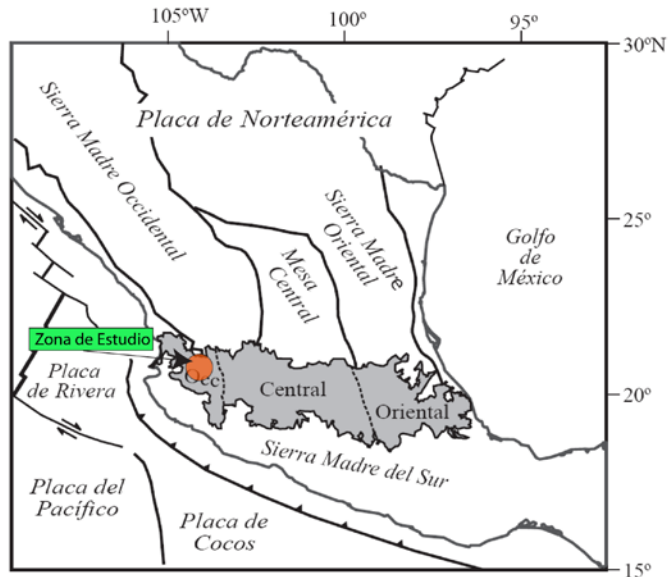 105°W
100°
95°
30°N
Sierra Madre Occidental
Placa de Norteamérica
Sierra Madre
Oriental
25°
Golfo
de
México
Mesa
Central
Zona de Estudio
Placa
de Rivera
Occ
Central
Oriental
20°
Sierra Madre del Sur
Placa del
Pacífico
Placa de
Cocos
15°